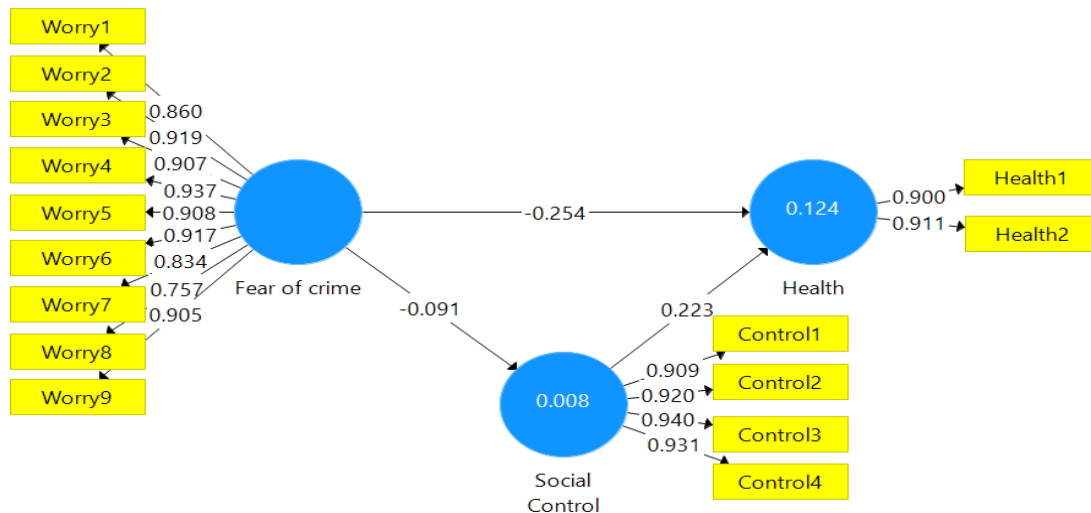 Worry1
Worry2
Worry3
Worry4
Worry5
Worry6
Worry7
Worry8
Worry9
0.860
0.919
0.907
0.937
0.908
0.917
0.834
0.757
0.905
Fear of crime
-0.254
-0.091
0.124
Health
0.900
0.911
Health1
Health2
0.223
0.008
Social
Control
0.909
0.920
0.940
0.931
Control1
Control2
Control3
Control4